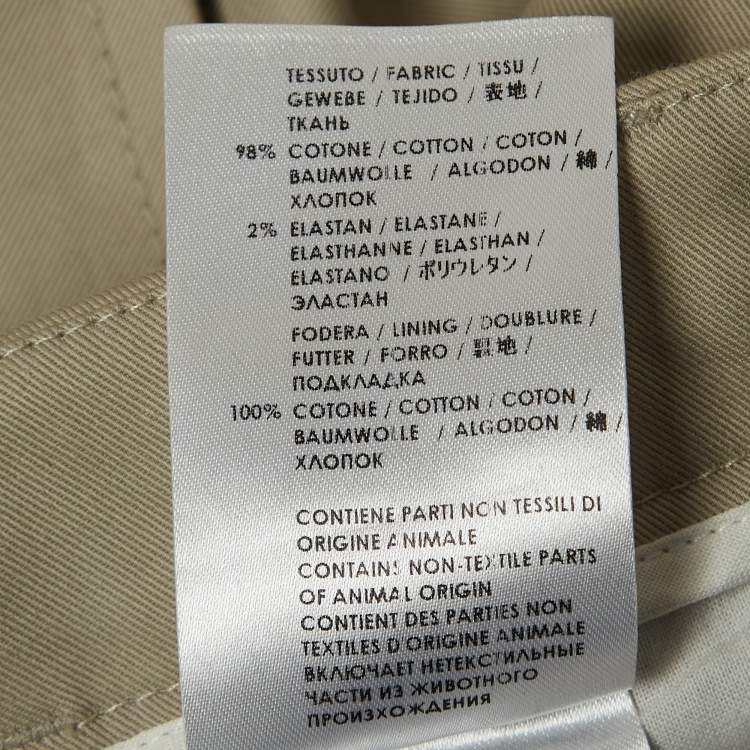 TESSUTO / FABRIC / TISSU /
GEWEBE / TEJIDO / 表地 /
ТКАНЬ
98% COTONE / COTTON / COTON /
BAUMWOLLE / ALGODON / 綿 /
ХЛОПОК
2% ELASTAN / ELASTANE /
ELASTHANNE / ELASTHAN /
ELASTANO / ポリウレタン /
ЭЛАСТАН
FODERA / LINING / DOUBLURE /
FUTTER / FORRO / 裏地 /
ПОДКЛАДКА
100% COTONE / COTTON / COTON /
BAUMWOLLE / ALGODON / 綿 /
ХЛОПОК
CONTIENE PARTI NON TESSILI DI
ORIGINE ANIMALE
CONTAINS NON-TEXTILE PARTS
OF ANIMAL ORIGIN
CONTIENT DES PARTIES NON
TEXTILES D'ORIGINE ANIMALE
ВКЛЮЧАЕТ НЕТЕКСТИЛЬНЫЕ
ЧАСТИ ИЗ ЖИВОТНОГО
ПРОИЗХОЖДЕНИЯ